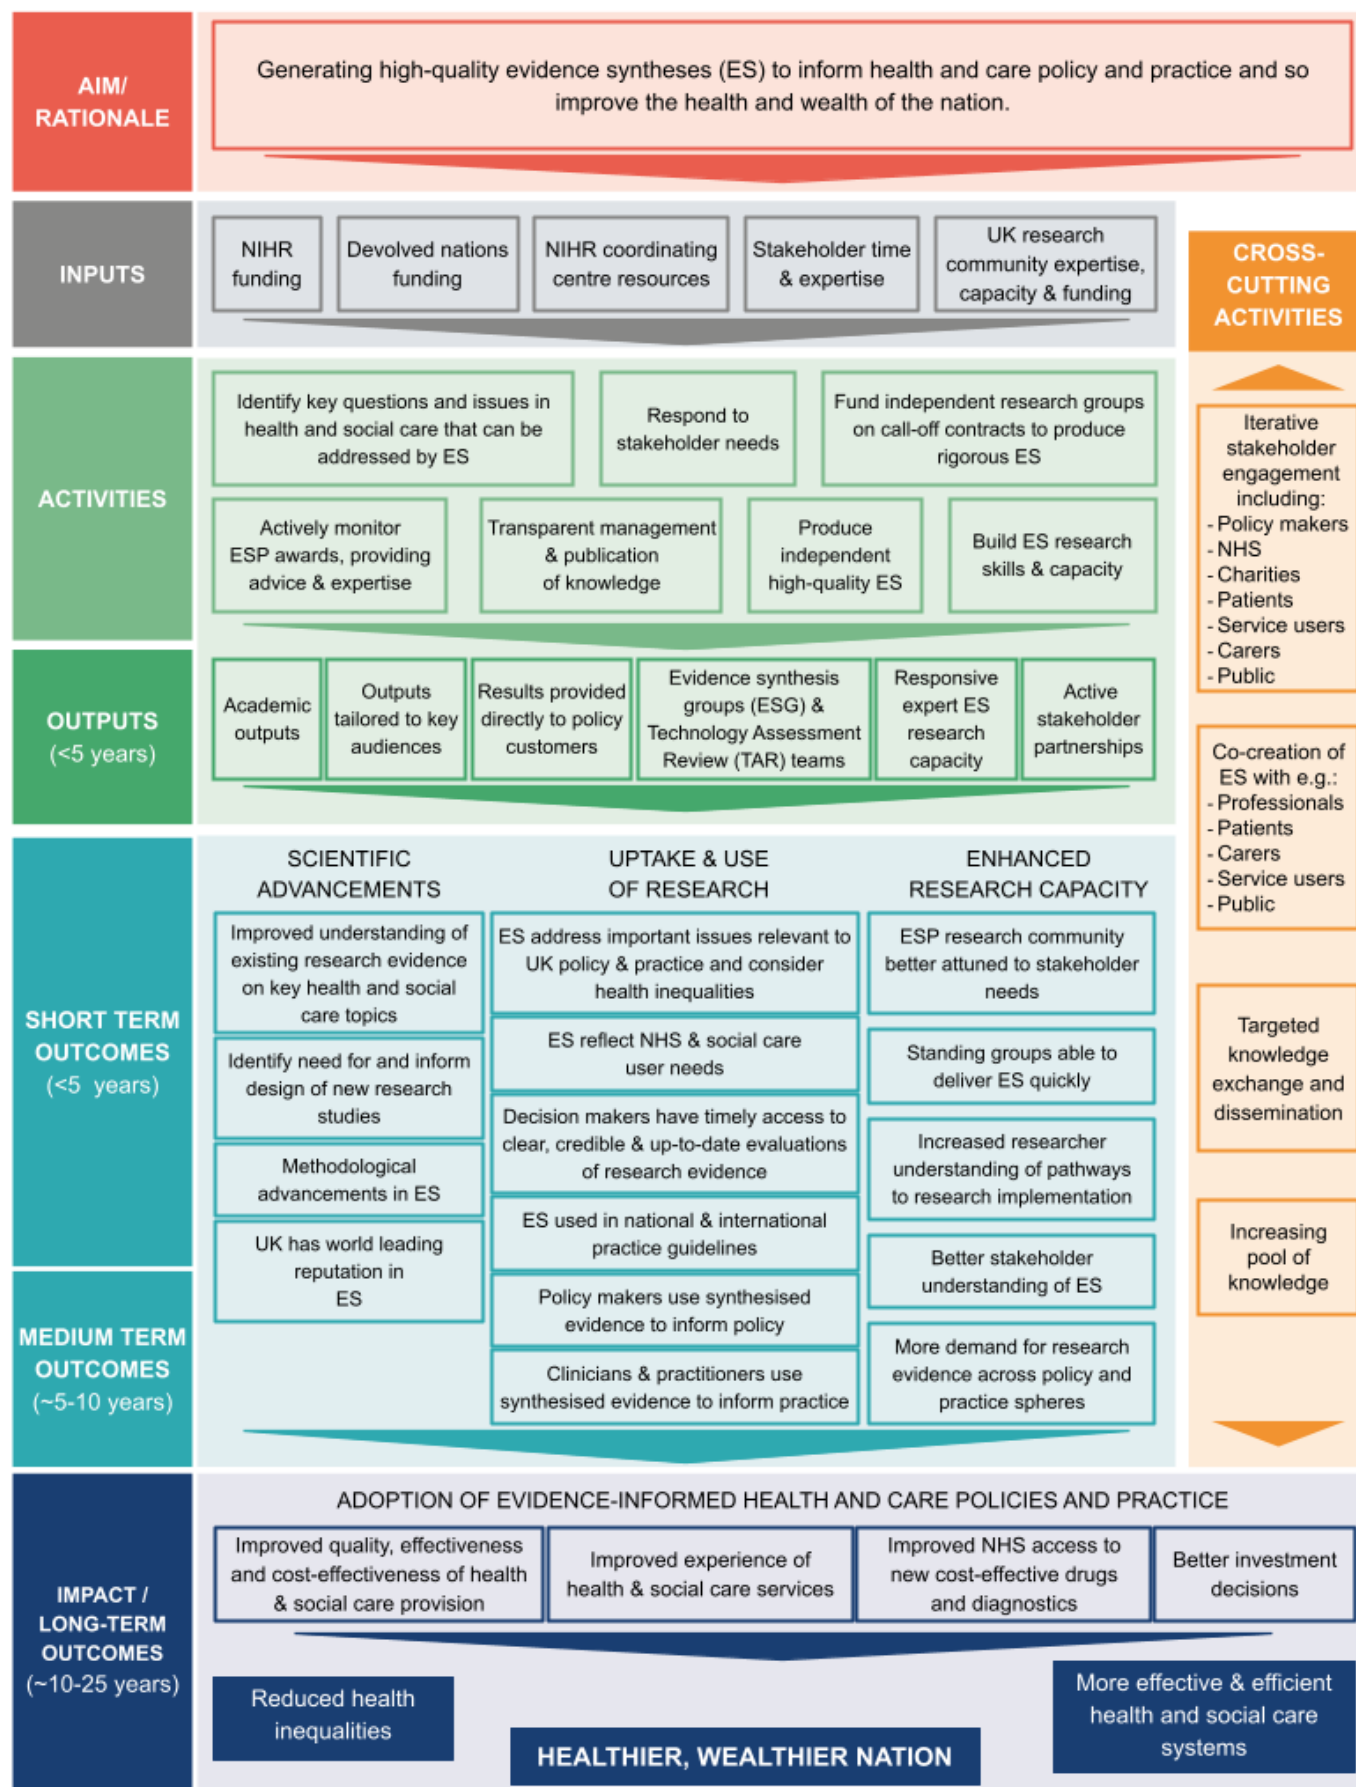 AIM/
RATIONALE
Generating high-quality evidence syntheses (ES) to inform health and care policy and practice and so
improve the health and wealth of the nation.
INPUTS
NIHR
funding
Devolved nations
funding
NIHR coordinating
centre resources
Stakeholder time
& expertise
UK research
community expertise,
capacity & funding
CROSS-
CUTTING
ACTIVITIES
ACTIVITIES
Identify key questions and issues in
health and social care that can be
addressed by ES
Respond to
stakeholder needs
Fund independent research groups
on call-off contracts to produce
rigorous ES
Actively monitor
ESP awards, providing
advice & expertise
Transparent management
& publication
of knowledge
Produce
independent
high-quality ES
Build ES research
skills & capacity
Iterative
stakeholder
engagement
including:
- Policy makers
- NHS
- Charities
- Patients
- Service users
- Carers
- Public
OUTPUTS
(<5 years)
Academic
outputs
Outputs
tailored to key
audiences
Results provided
directly to policy
customers
Evidence synthesis
groups (ESG) &
Technology Assessment
Review (TAR) teams
Responsive
expert ES
research
capacity
Active
stakeholder
partnerships
Co-creation of
ES with e.g.:
- Professionals
- Patients
- Carers
- Service users
- Public
SHORT TERM
OUTCOMES
(<5 years)
MEDIUM TERM
OUTCOMES
(~5-10 years)
SCIENTIFIC
ADVANCEMENTS
Improved understanding of
existing research evidence
on key health and social
care topics
Identify need for and inform
design of new research
studies
Methodological
advancements in ES
UK has world leading
reputation in
ES
UPTAKE & USE
OF RESEARCH
ES address important issues relevant to
UK policy & practice and consider
health inequalities
ES reflect NHS & social care
user needs
Decision makers have timely access to
clear, credible & up-to-date evaluations
of research evidence
ES used in national & international
practice guidelines
Policy makers use synthesised
evidence to inform policy
Clinicians & practitioners use
synthesised evidence to inform practice
ENHANCED
RESEARCH CAPACITY
ESP research community
better attuned to stakeholder
needs
Standing groups able to
deliver ES quickly
Increased researcher
understanding of pathways
to research implementation
Better stakeholder
understanding of ES
More demand for research
evidence across policy and
practice spheres
Targeted
knowledge
exchange and
dissemination
Increasing
pool of
knowledge
IMPACT /
LONG-TERM
OUTCOMES
(~10-25 years)
ADOPTION OF EVIDENCE-INFORMED HEALTH AND CARE POLICIES AND PRACTICE
Improved quality, effectiveness
and cost-effectiveness of health
& social care provision
Improved experience of
health & social care services
Improved NHS access to
new cost-effective drugs
and diagnostics
Better investment
decisions
Reduced health
inequalities
HEALTHIER, WEALTHIER NATION
More effective & efficient
health and social care
systems